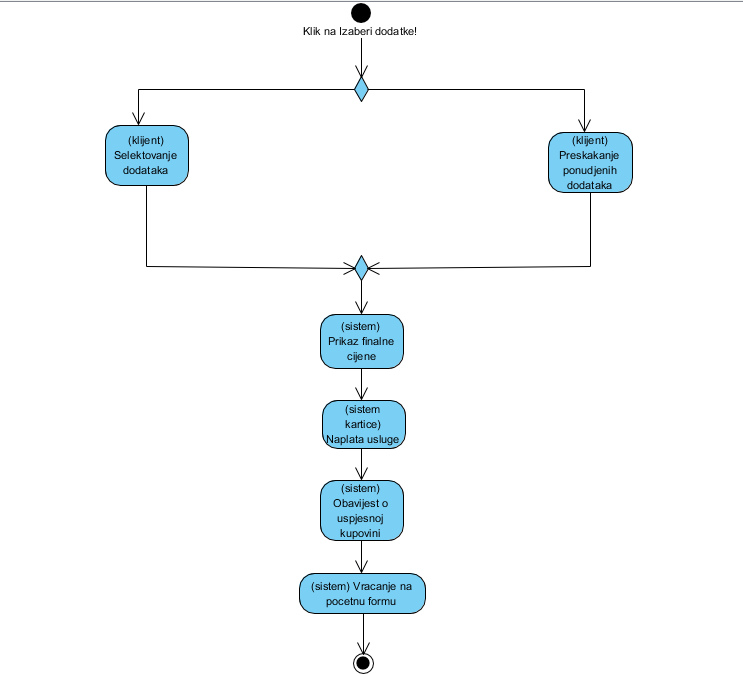 Klik na Izaberi dodatke!
(klijent)
Selektovanje
dodataka
(klijent)
Preskakanje
ponudjenih
dodataka
(sistem)
Prikaz finalne
cijene
(sistem
kartice)
Naplata usluge
(sistem)
Obavijest o
uspjesnoj
kupovini
(sistem) Vracanje na
pocetnu formu